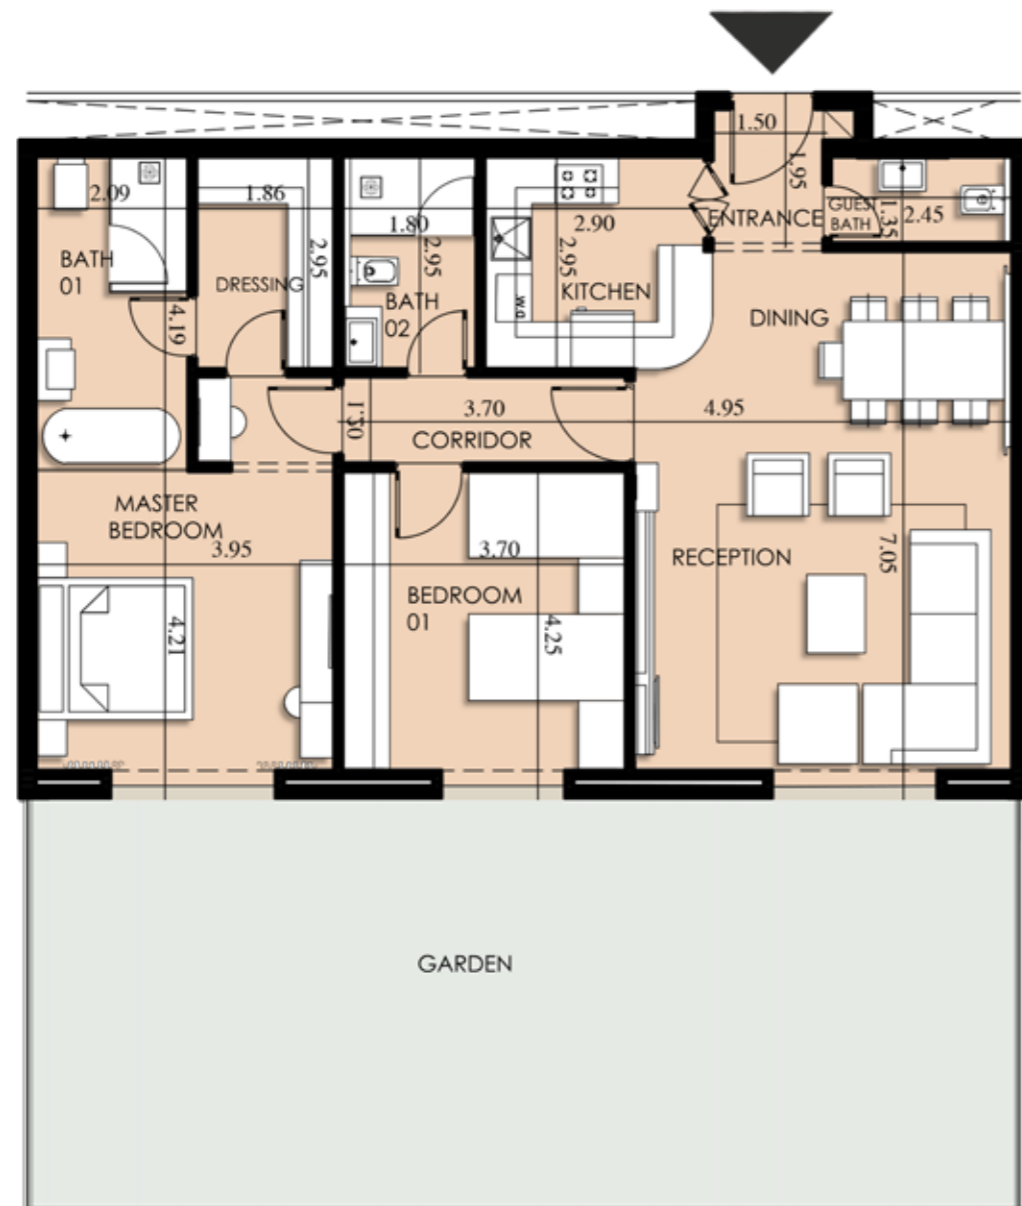 1.50
1.95
2.09
1.86
1.80
2.90
ENTRANCE
GUEST
BATH
1.35
2.45
BATH
01
DRESSING
2.95
BATH
02
2.95
KITCHEN
2.95
W.a
DINING
4.19
1.30
3.70
4.95
CORRIDOR
MASTER
BEDROOM
3.95
3.70
RECEPTION
7.05
BEDROOM
01
4.21
4.25
GARDEN